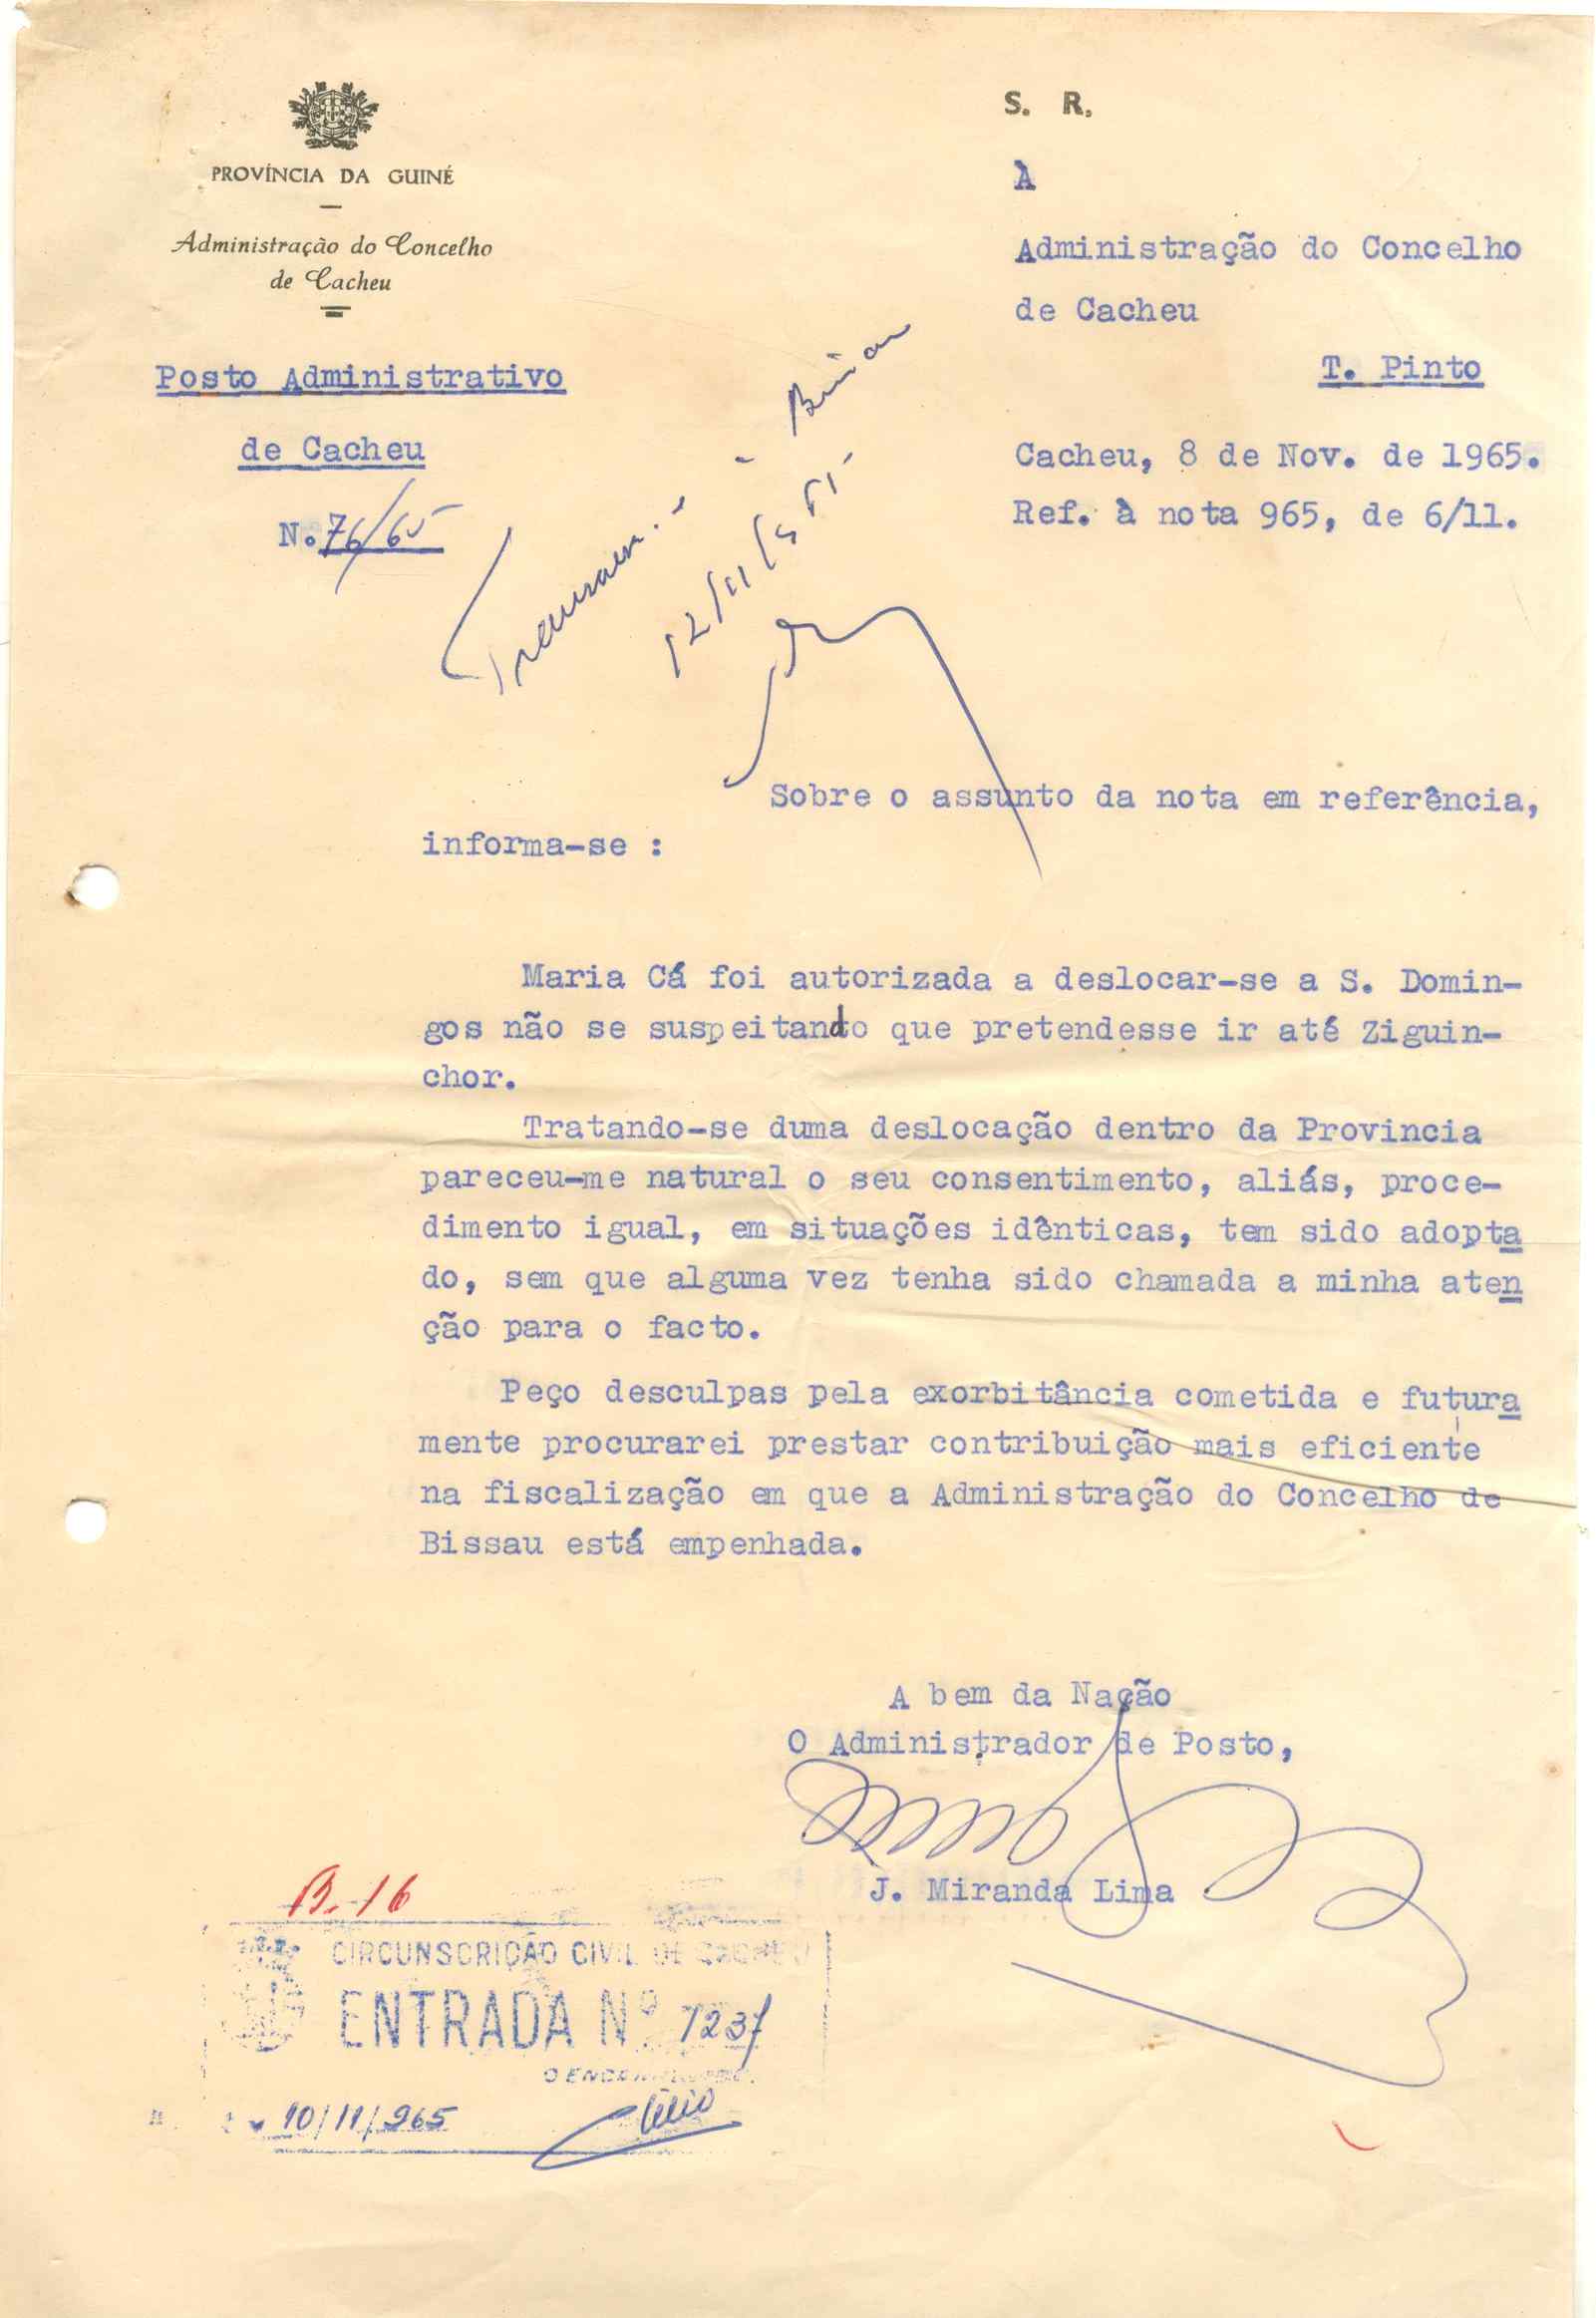 S. R.
PROVÍNCIA DA GUINÉ
Administração do Concelho
de Cacheu
Posto Administrativo
de Cacheu
N.º 76/65
À
Administração do Concelho
de Cacheu
T. Pinto
Cacheu, 8 de Nov. de 1965.
Ref. à nota 965, de 6/11.
Sobre o assunto da nota em referência,
informa-se :
Maria Cá foi autorizada a deslocar-se a S. Domin-
gos não se suspeitando que pretendesse ir até Ziguin-
chor.
Tratando-se duma deslocação dentro da Provincia
pareceu-me natural o seu consentimento, aliás, proce-
dimento igual, em situações idênticas, tem sido adopta
do, sem que alguma vez tenha sido chamada a minha aten
ção para o facto.
Peço desculpas pela exorbitância cometida e futura
mente procurarei prestar contribuição mais eficiente
na fiscalização em que a Administração do Concelho de
Bissau está empenhada.
A bem da Nação
O Administrador de Posto,
J. Miranda Lima
B-16
CIRCUNSCRIÇÃO CIVIL DE CACHEU
ENTRADA Nº 1237
10/11/965